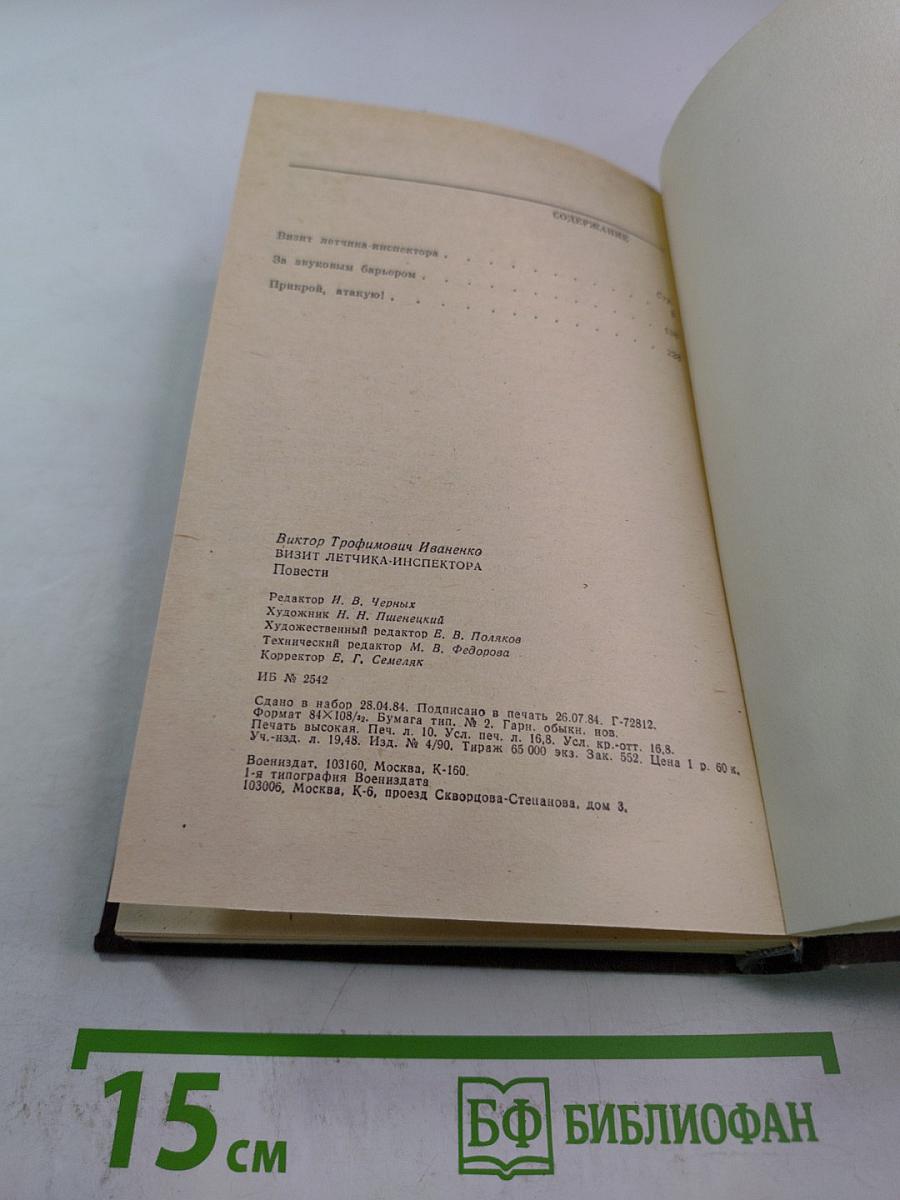 СОДЕРЖАНИЕ
Стр.
Визит летчика-инспектора . . . . . . . .
За звуковым барьером . . . . . . . . .
Прикрой, атакую! . . . . . . . . . . 228
Виктор Трофимович Иваненко
ВИЗИТ ЛЕТЧИКА-ИНСПЕКТОРА
Повести
Редактор И. В. Черных
Художник Н. Н. Пшенецкий
Художественный редактор Е. В. Поляков
Технический редактор М. В. Федорова
Корректор Е. Г. Семеляк
ИБ № 2542
Сдано в набор 28.04.84. Подписано в печать 26.07.84. Г-72812.
Формат 84×108/32. Бумага тип. № 2. Гарн. обыкн. нов.
Печать высокая. Печ. л. 10. Усл. печ. л. 16,8. Усл. кр.-отт. 16,8.
Уч.-изд. л. 19,48. Изд. № 4/90. Тираж 65 000 экз. Зак. 552. Цена 1 р. 60 к.
Воениздат, 103160, Москва, К-160.
1-я типография Воениздата
103006, Москва, К-6, проезд Скворцова-Степанова, дом 3.
15 см
БФ БИБЛИОФАН